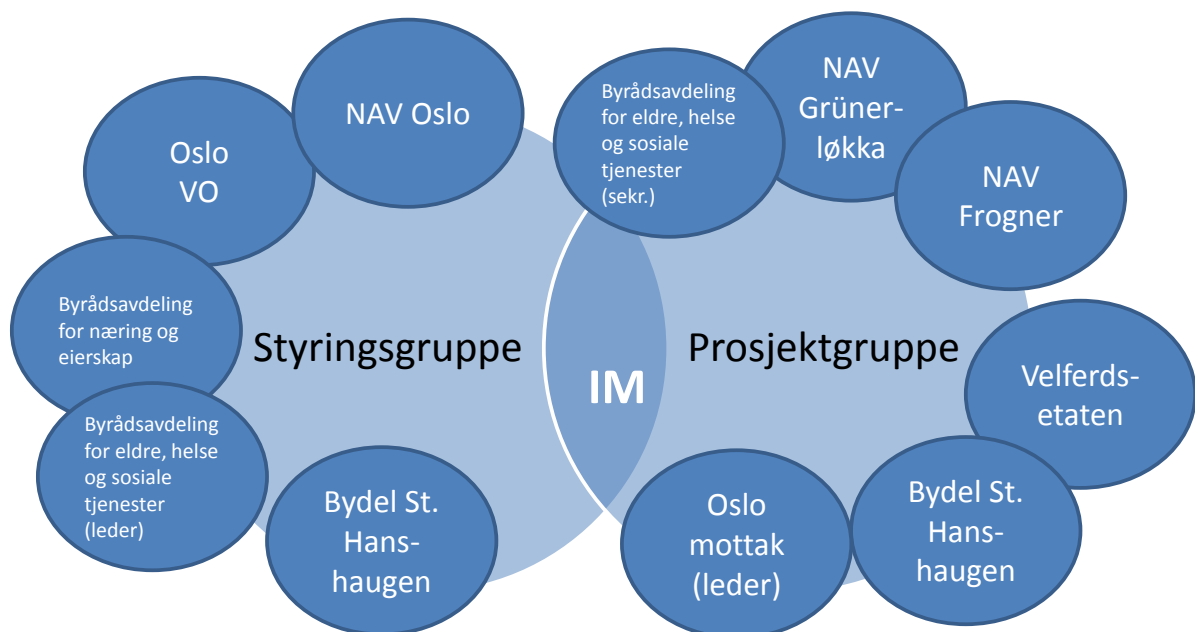 NAV Oslo
Oslo
VO
Byrådsavdeling
for næring og
eierskap
Byrådsavdeling
for eldre, helse
og sosiale
tjenester
(leder)
Bydel St.
Hans-
haugen
Styringsgruppe
IM
Prosjektgruppe
Byrådsavdeling
for eldre, helse
og sosiale
tjenester
(sekr.)
NAV
Grüner-
løkka
NAV
Frogner
Velferds-
etaten
Bydel St.
Hans-
haugen
Oslo
mottak
(leder)